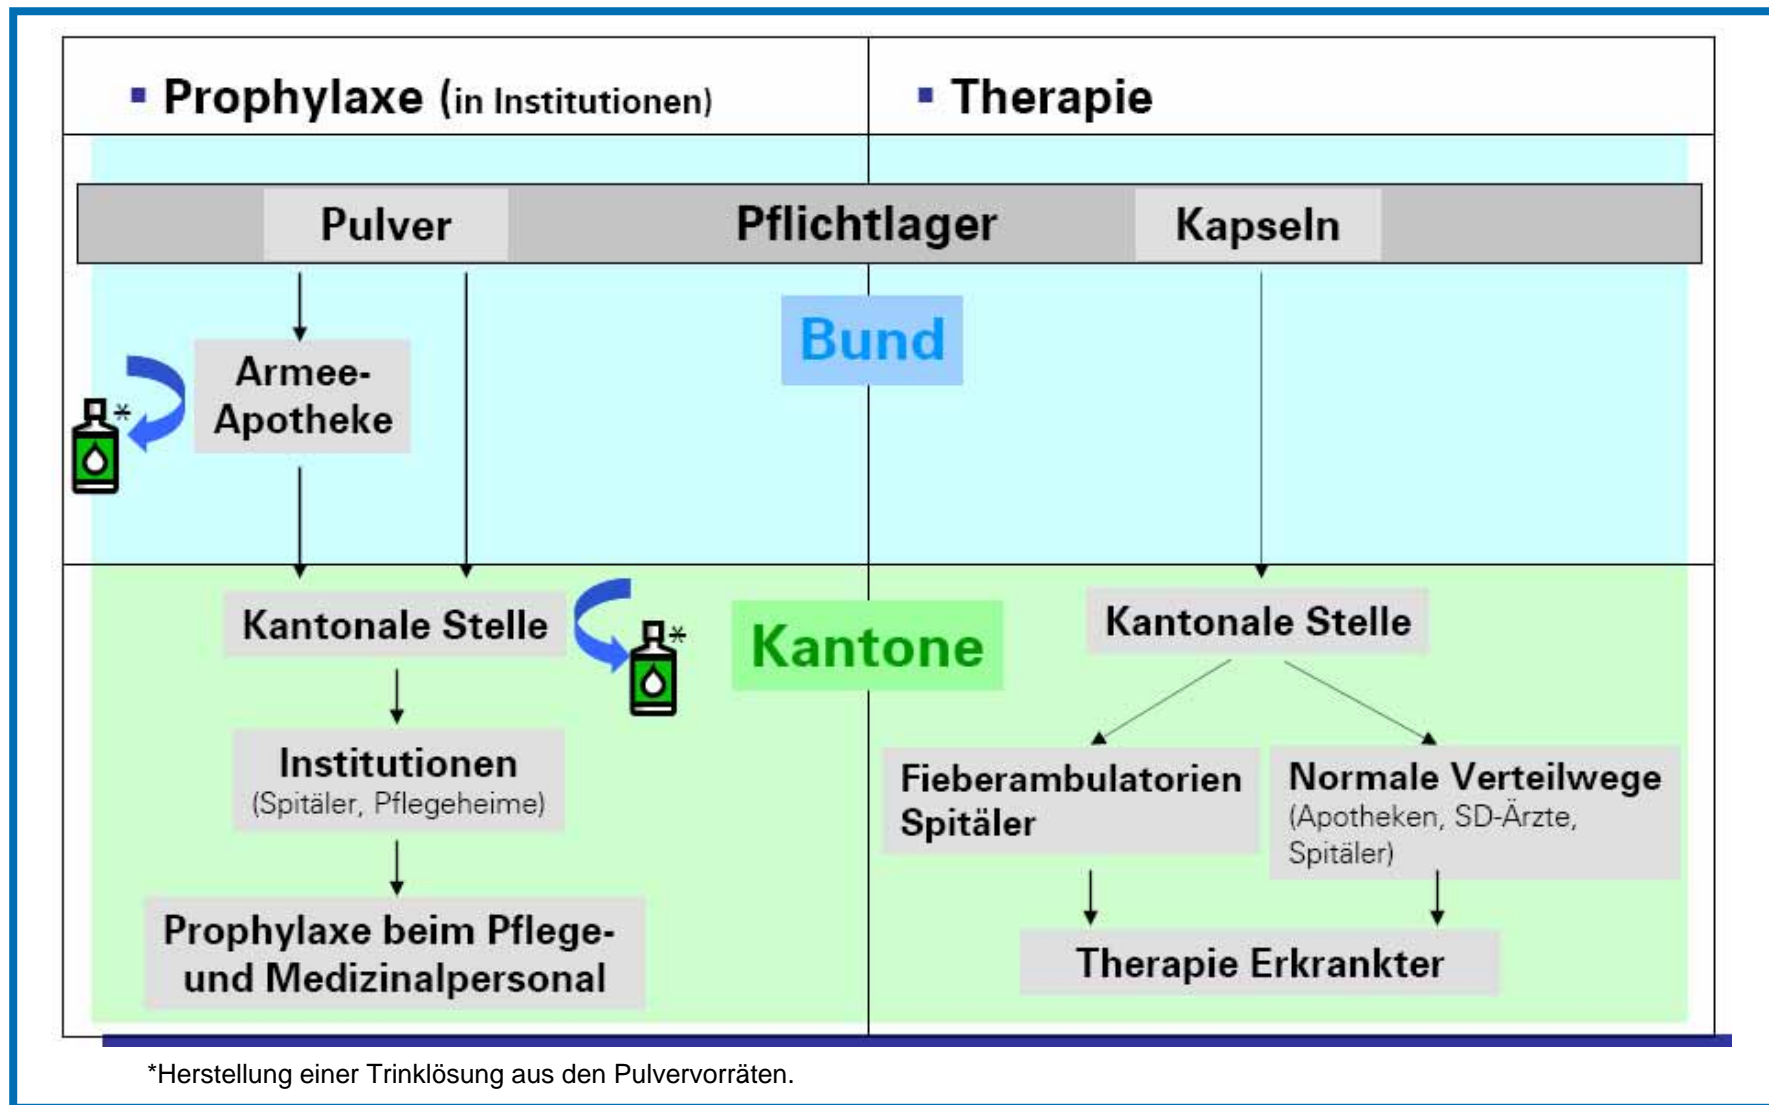 ▪ Prophylaxe (in Institutionen)
▪ Therapie
Pulver
Pflichtlager
Kapseln
Bund
Armee-
Apotheke
*
Kantonale Stelle
*
Kantone
Kantonale Stelle
Institutionen
(Spitäler, Pflegeheime)
Fieberambulatorien
Spitäler
Normale Verteilwege
(Apotheken, SD-Ärzte,
Spitäler)
Prophylaxe beim Pflege-
und Medizinalpersonal
Therapie Erkrankter
*Herstellung einer Trinklösung aus den Pulvervorräten.